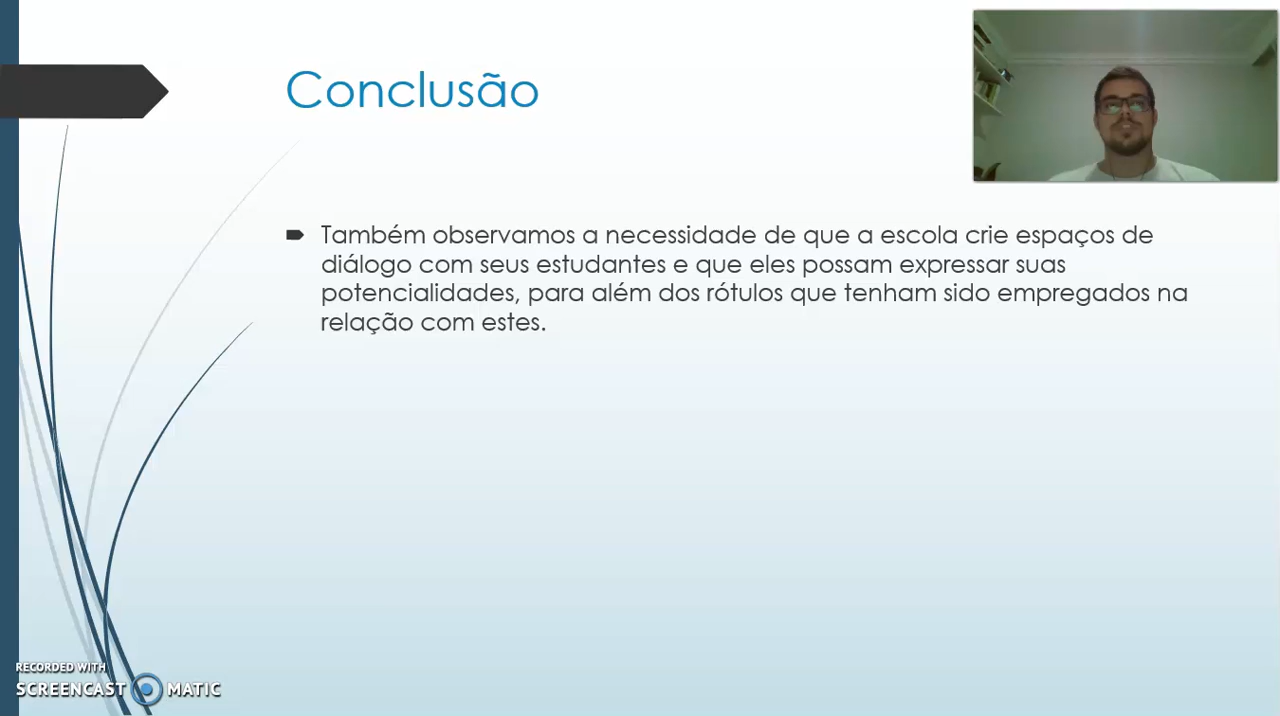 Conclusão
Também observamos a necessidade de que a escola crie espaços de
diálogo com seus estudantes e que eles possam expressar suas
potencialidades, para além dos rótulos que tenham sido empregados na
relação com estes.
RECORDED WITH
SCREENCAST MATIC